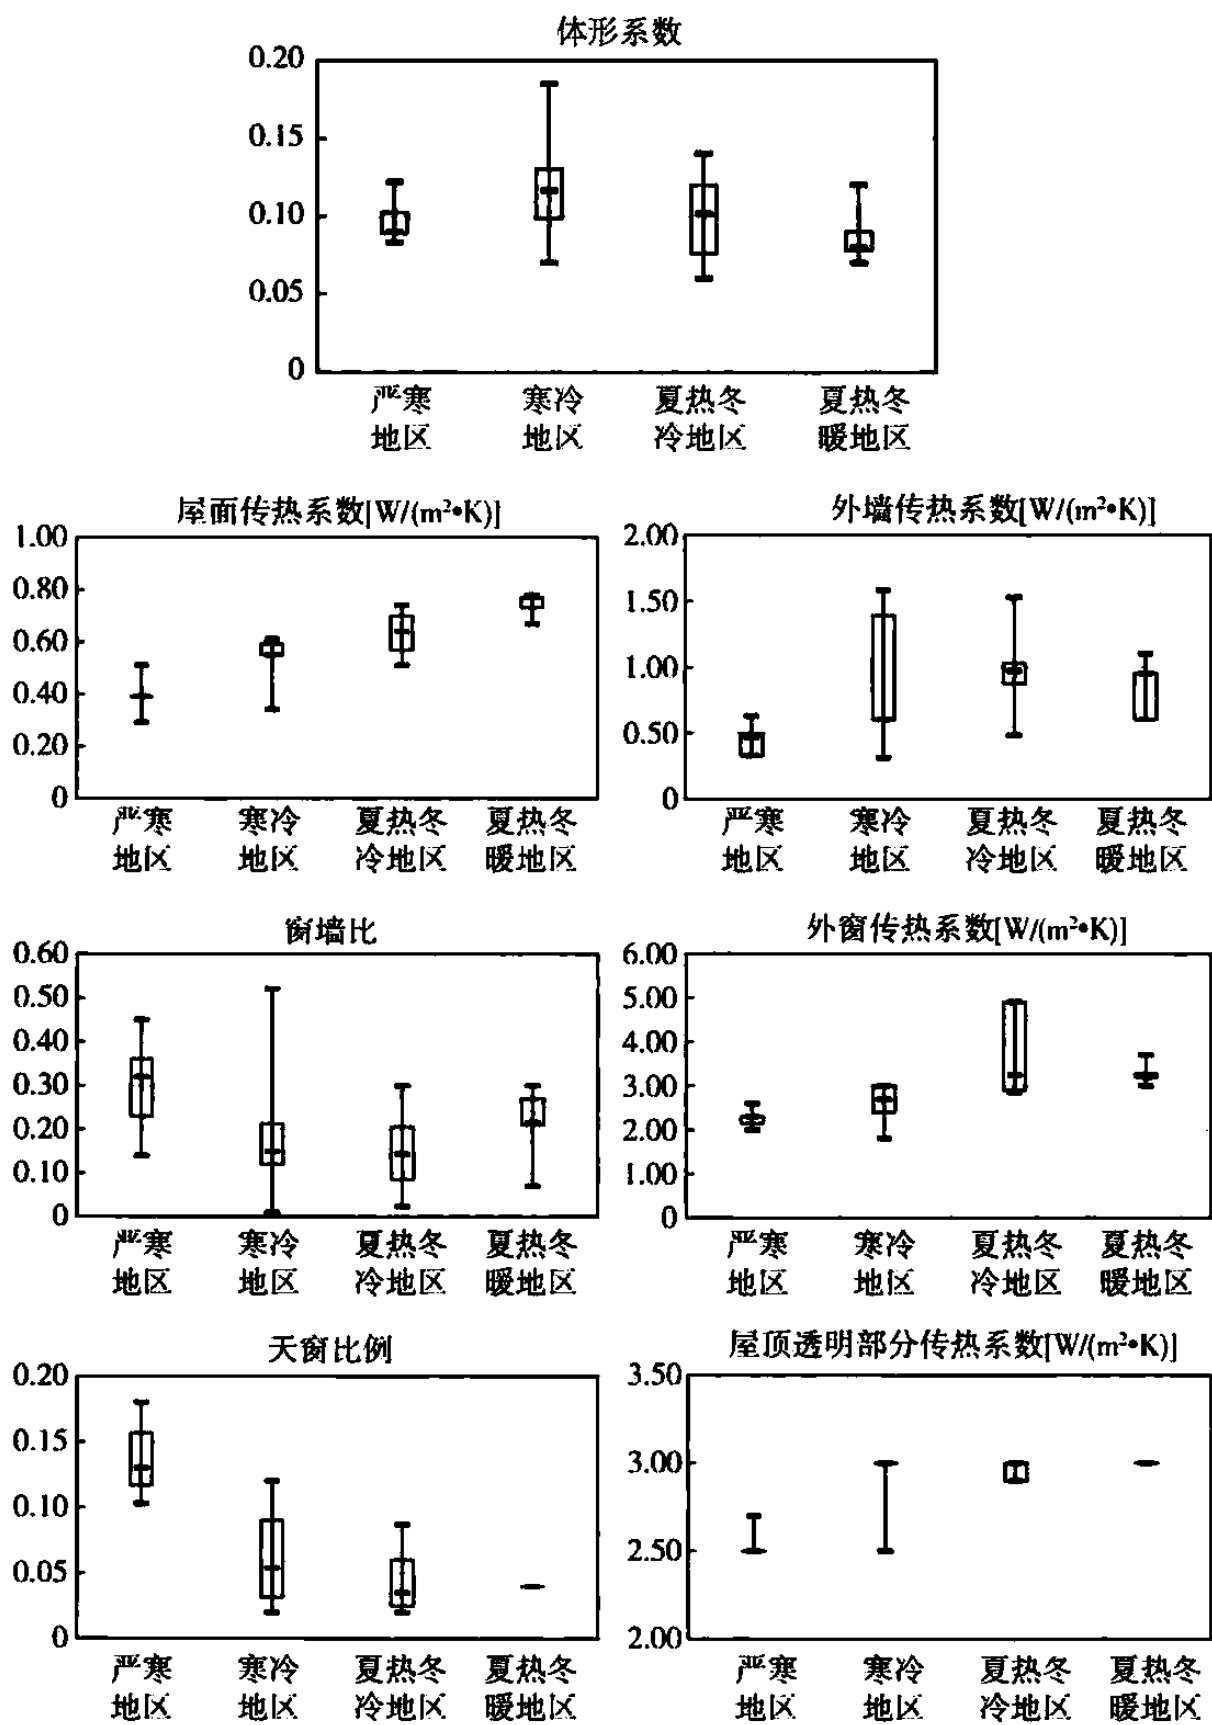 体形系数
0.20
0.15
0.10
0.05
0
严寒地区
寒冷地区
夏热冬冷地区
夏热冬暖地区
屋面传热系数[W/(m²•K)]
1.00
0.80
0.60
0.40
0.20
0
严寒地区
寒冷地区
夏热冬冷地区
夏热冬暖地区
外墙传热系数[W/(m²•K)]
2.00
1.50
1.00
0.50
0
严寒地区
寒冷地区
夏热冬冷地区
夏热冬暖地区
窗墙比
0.60
0.50
0.40
0.30
0.20
0.10
0
严寒地区
寒冷地区
夏热冬冷地区
夏热冬暖地区
外窗传热系数[W/(m²•K)]
6.00
5.00
4.00
3.00
2.00
1.00
0
严寒地区
寒冷地区
夏热冬冷地区
夏热冬暖地区
天窗比例
0.20
0.15
0.10
0.05
0
严寒地区
寒冷地区
夏热冬冷地区
夏热冬暖地区
屋顶透明部分传热系数[W/(m²•K)]
3.50
3.00
2.50
2.00
严寒地区
寒冷地区
夏热冬冷地区
夏热冬暖地区